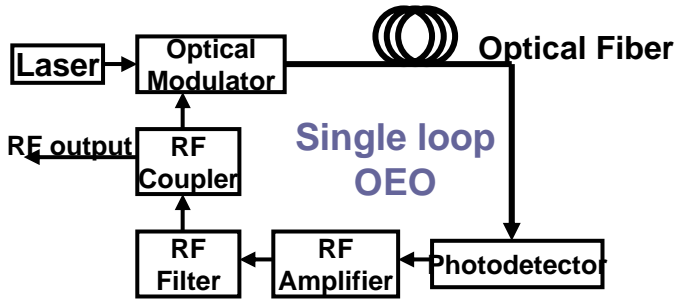 Laser
Optical
Modulator
Optical Fiber
RF output
RF
Coupler
Single loop
OEO
RF
Filter
RF
Amplifier
Photodetector